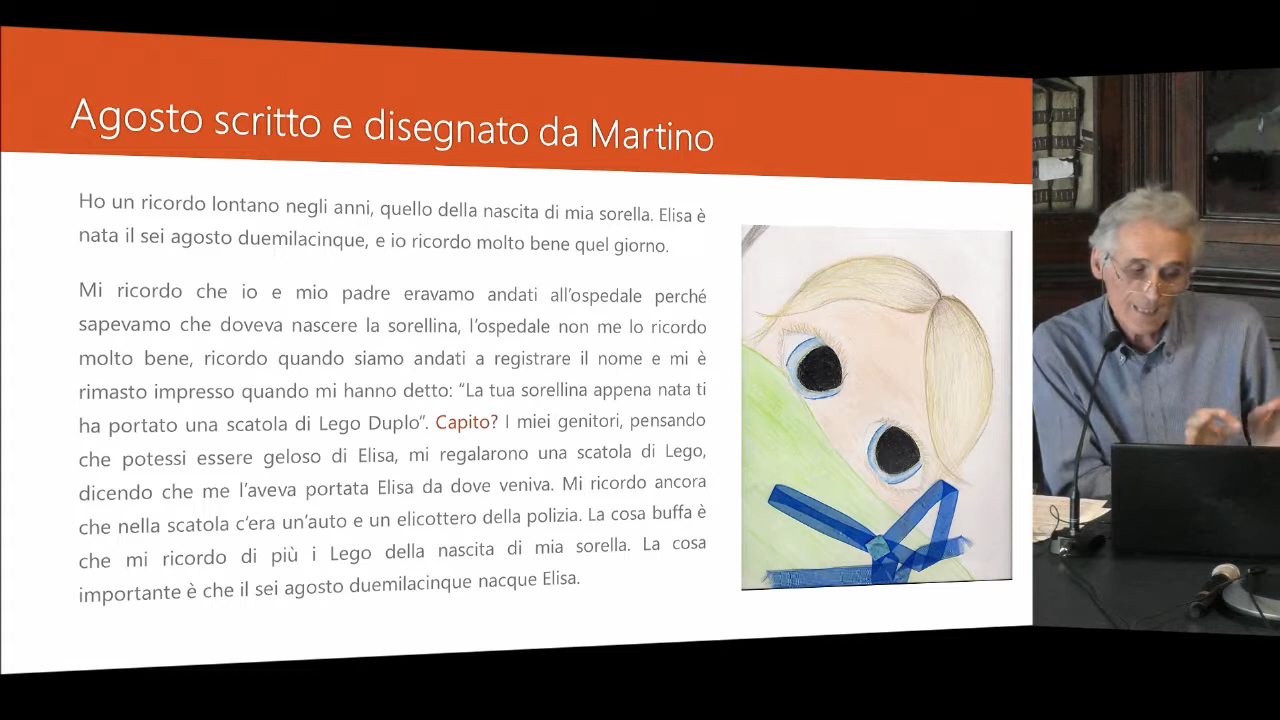 Agosto scritto e disegnato da Martino
Ho un ricordo lontano negli anni, quello della nascita di mia sorella. Elisa è
nata il sei agosto duemilacinque, e io ricordo molto bene quel giorno.
Mi ricordo che io e mio padre eravamo andati all'ospedale perché
sapevamo che doveva nascere la sorellina, l'ospedale non me lo ricordo
molto bene, ricordo quando siamo andati a registrare il nome e mi è
rimasto impresso quando mi hanno detto: "La tua sorellina appena nata ti
ha portato una scatola di Lego Duplo". Capito? I miei genitori, pensando
che potessi essere geloso di Elisa, mi regalarono una scatola di Lego,
dicendo che me l'aveva portata Elisa da dove veniva. Mi ricordo ancora
che nella scatola c'era un'auto e un elicottero della polizia. La cosa buffa è
che mi ricordo di più i Lego della nascita di mia sorella. La cosa
importante è che il sei agosto duemilacinque nacque Elisa.